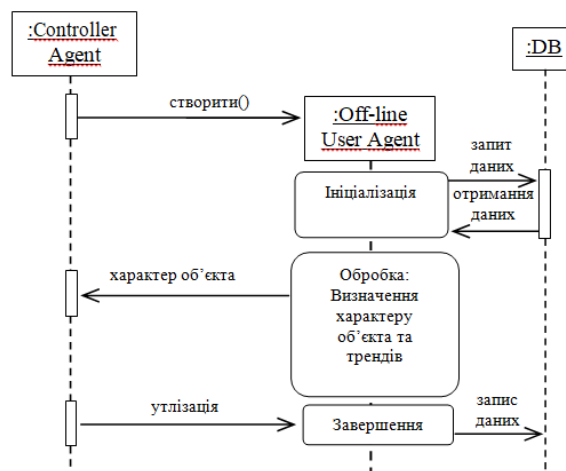 :Controller
Agent
:DB
створити()
:Off-line
User Agent
запит
даних
Ініціалізація
отримання
даних
характер об’єкта
Обробка:
Визначення
характеру
об’єкта та
трендів
утлізація
Завершення
запис
даних